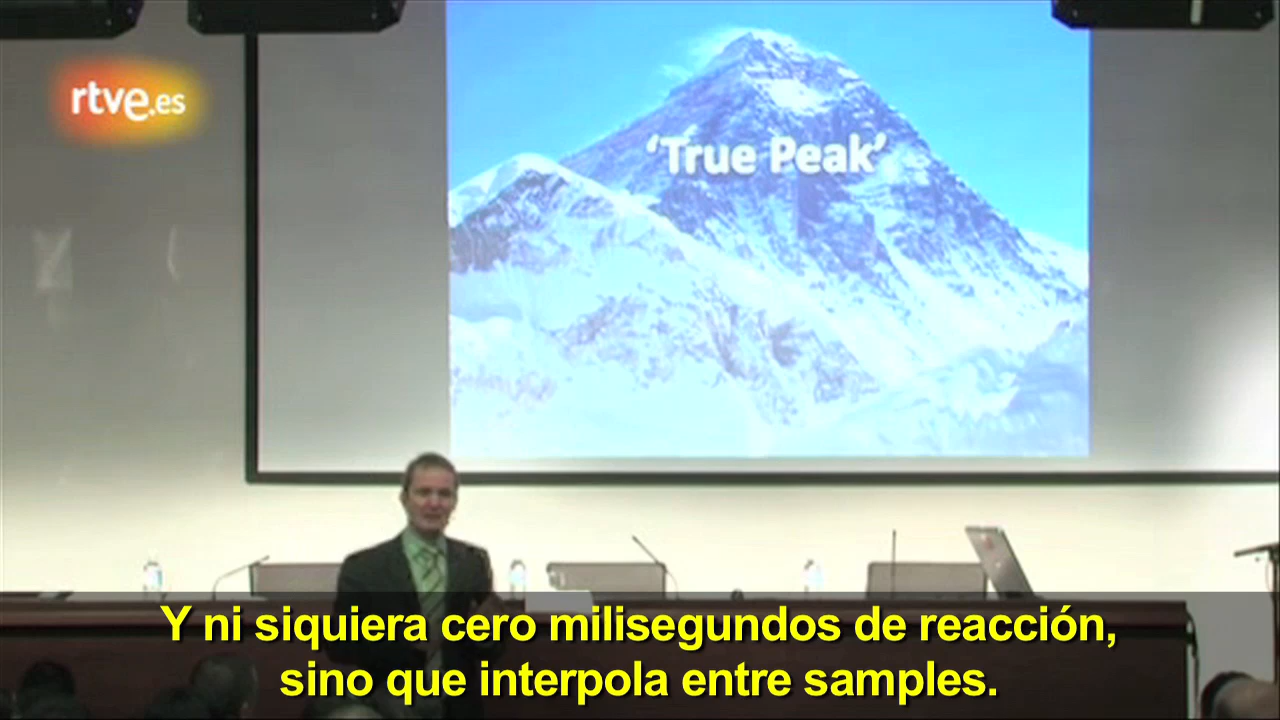 rtve.es
‘True Peak’
Y ni siquiera cero milisegundos de reacción,
sino que interpola entre samples.